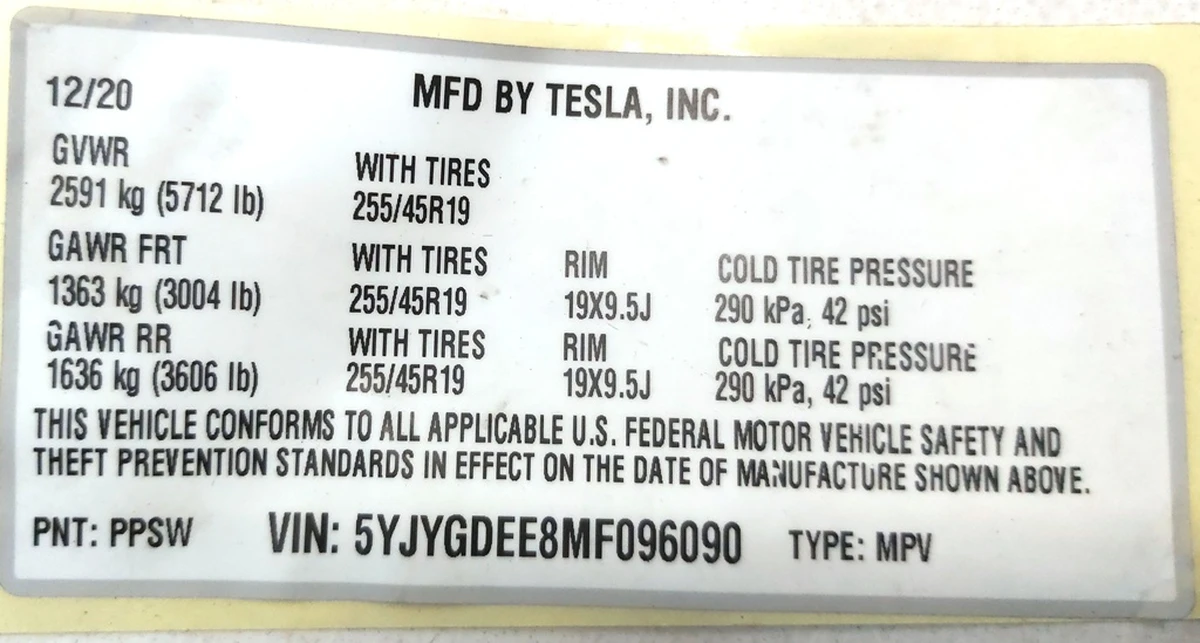 12/20 MFD BY TESLA, INC.
GVWR WITH TIRES
2591 kg (5712 lb) 255/45R19
GAWR FRT WITH TIRES RIM COLD TIRE PRESSURE
1363 kg (3004 lb) 255/45R19 19X9.5J 290 kPa, 42 psi
GAWR RR WITH TIRES RIM COLD TIRE PRESSURE
1636 kg (3606 lb) 255/45R19 19X9.5J 290 kPa, 42 psi
THIS VEHICLE CONFORMS TO ALL APPLICABLE U.S. FEDERAL MOTOR VEHICLE SAFETY AND
THEFT PREVENTION STANDARDS IN EFFECT ON THE DATE OF MANUFACTURE SHOWN ABOVE.
PNT: PPSW VIN: 5YJYGDEE8MF096090 TYPE: MPV